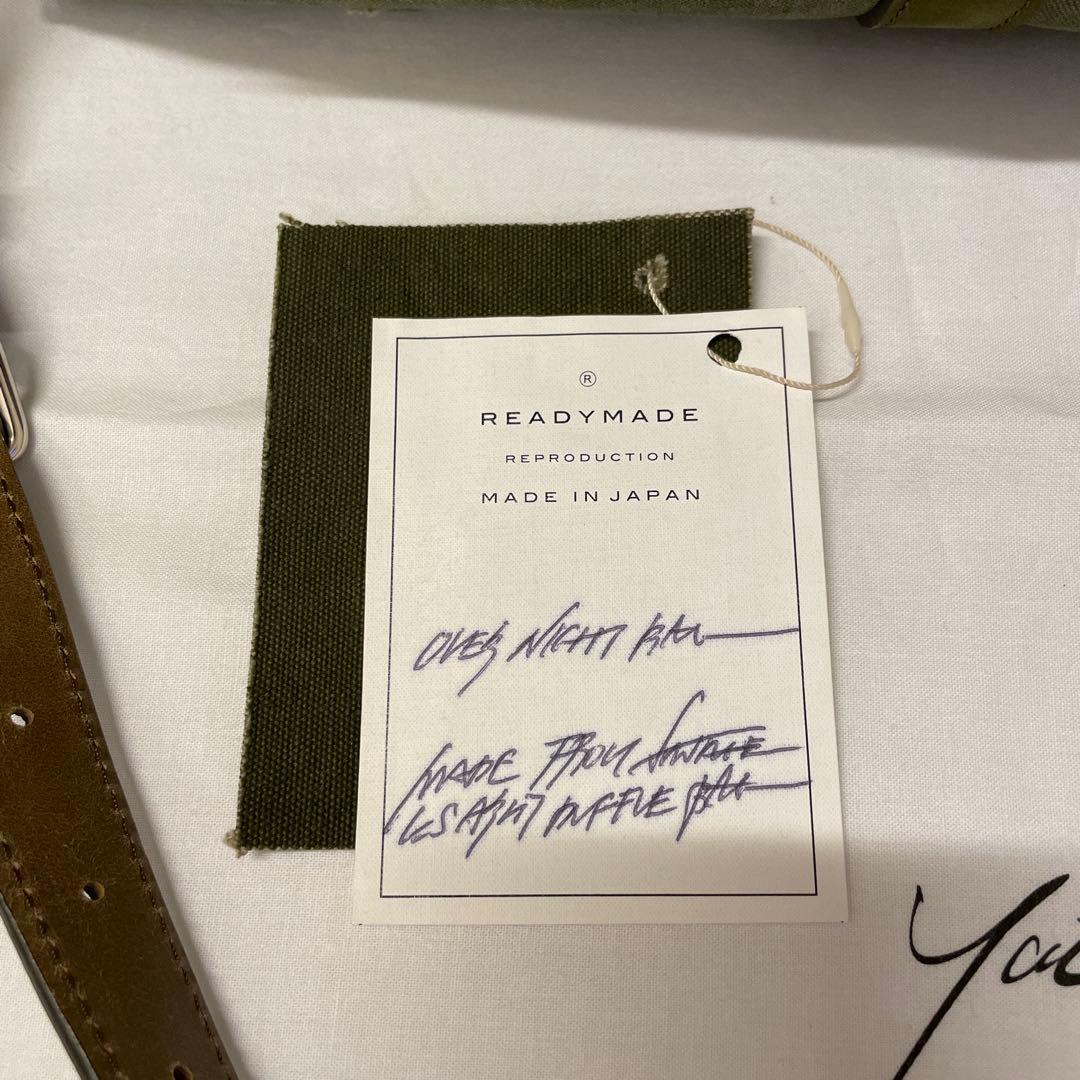 ®
READYMADE
REPRODUCTION
MADE IN JAPAN
OVER NIGHT BAG
MADE FROM VINTAGE
US ARMY DUFFLE BAG